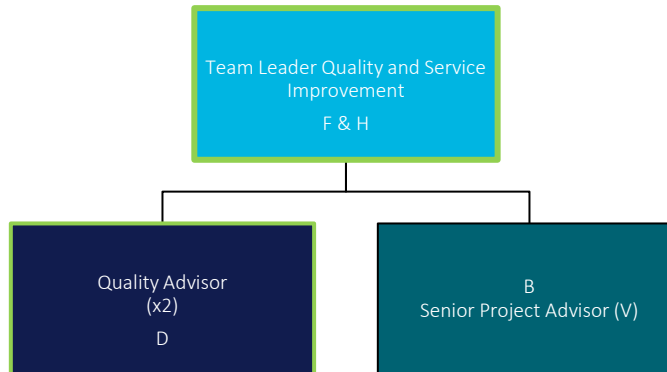 Team Leader Quality and Service
Improvement
F & H
Quality Advisor
(x2)
D
B
Senior Project Advisor (V)